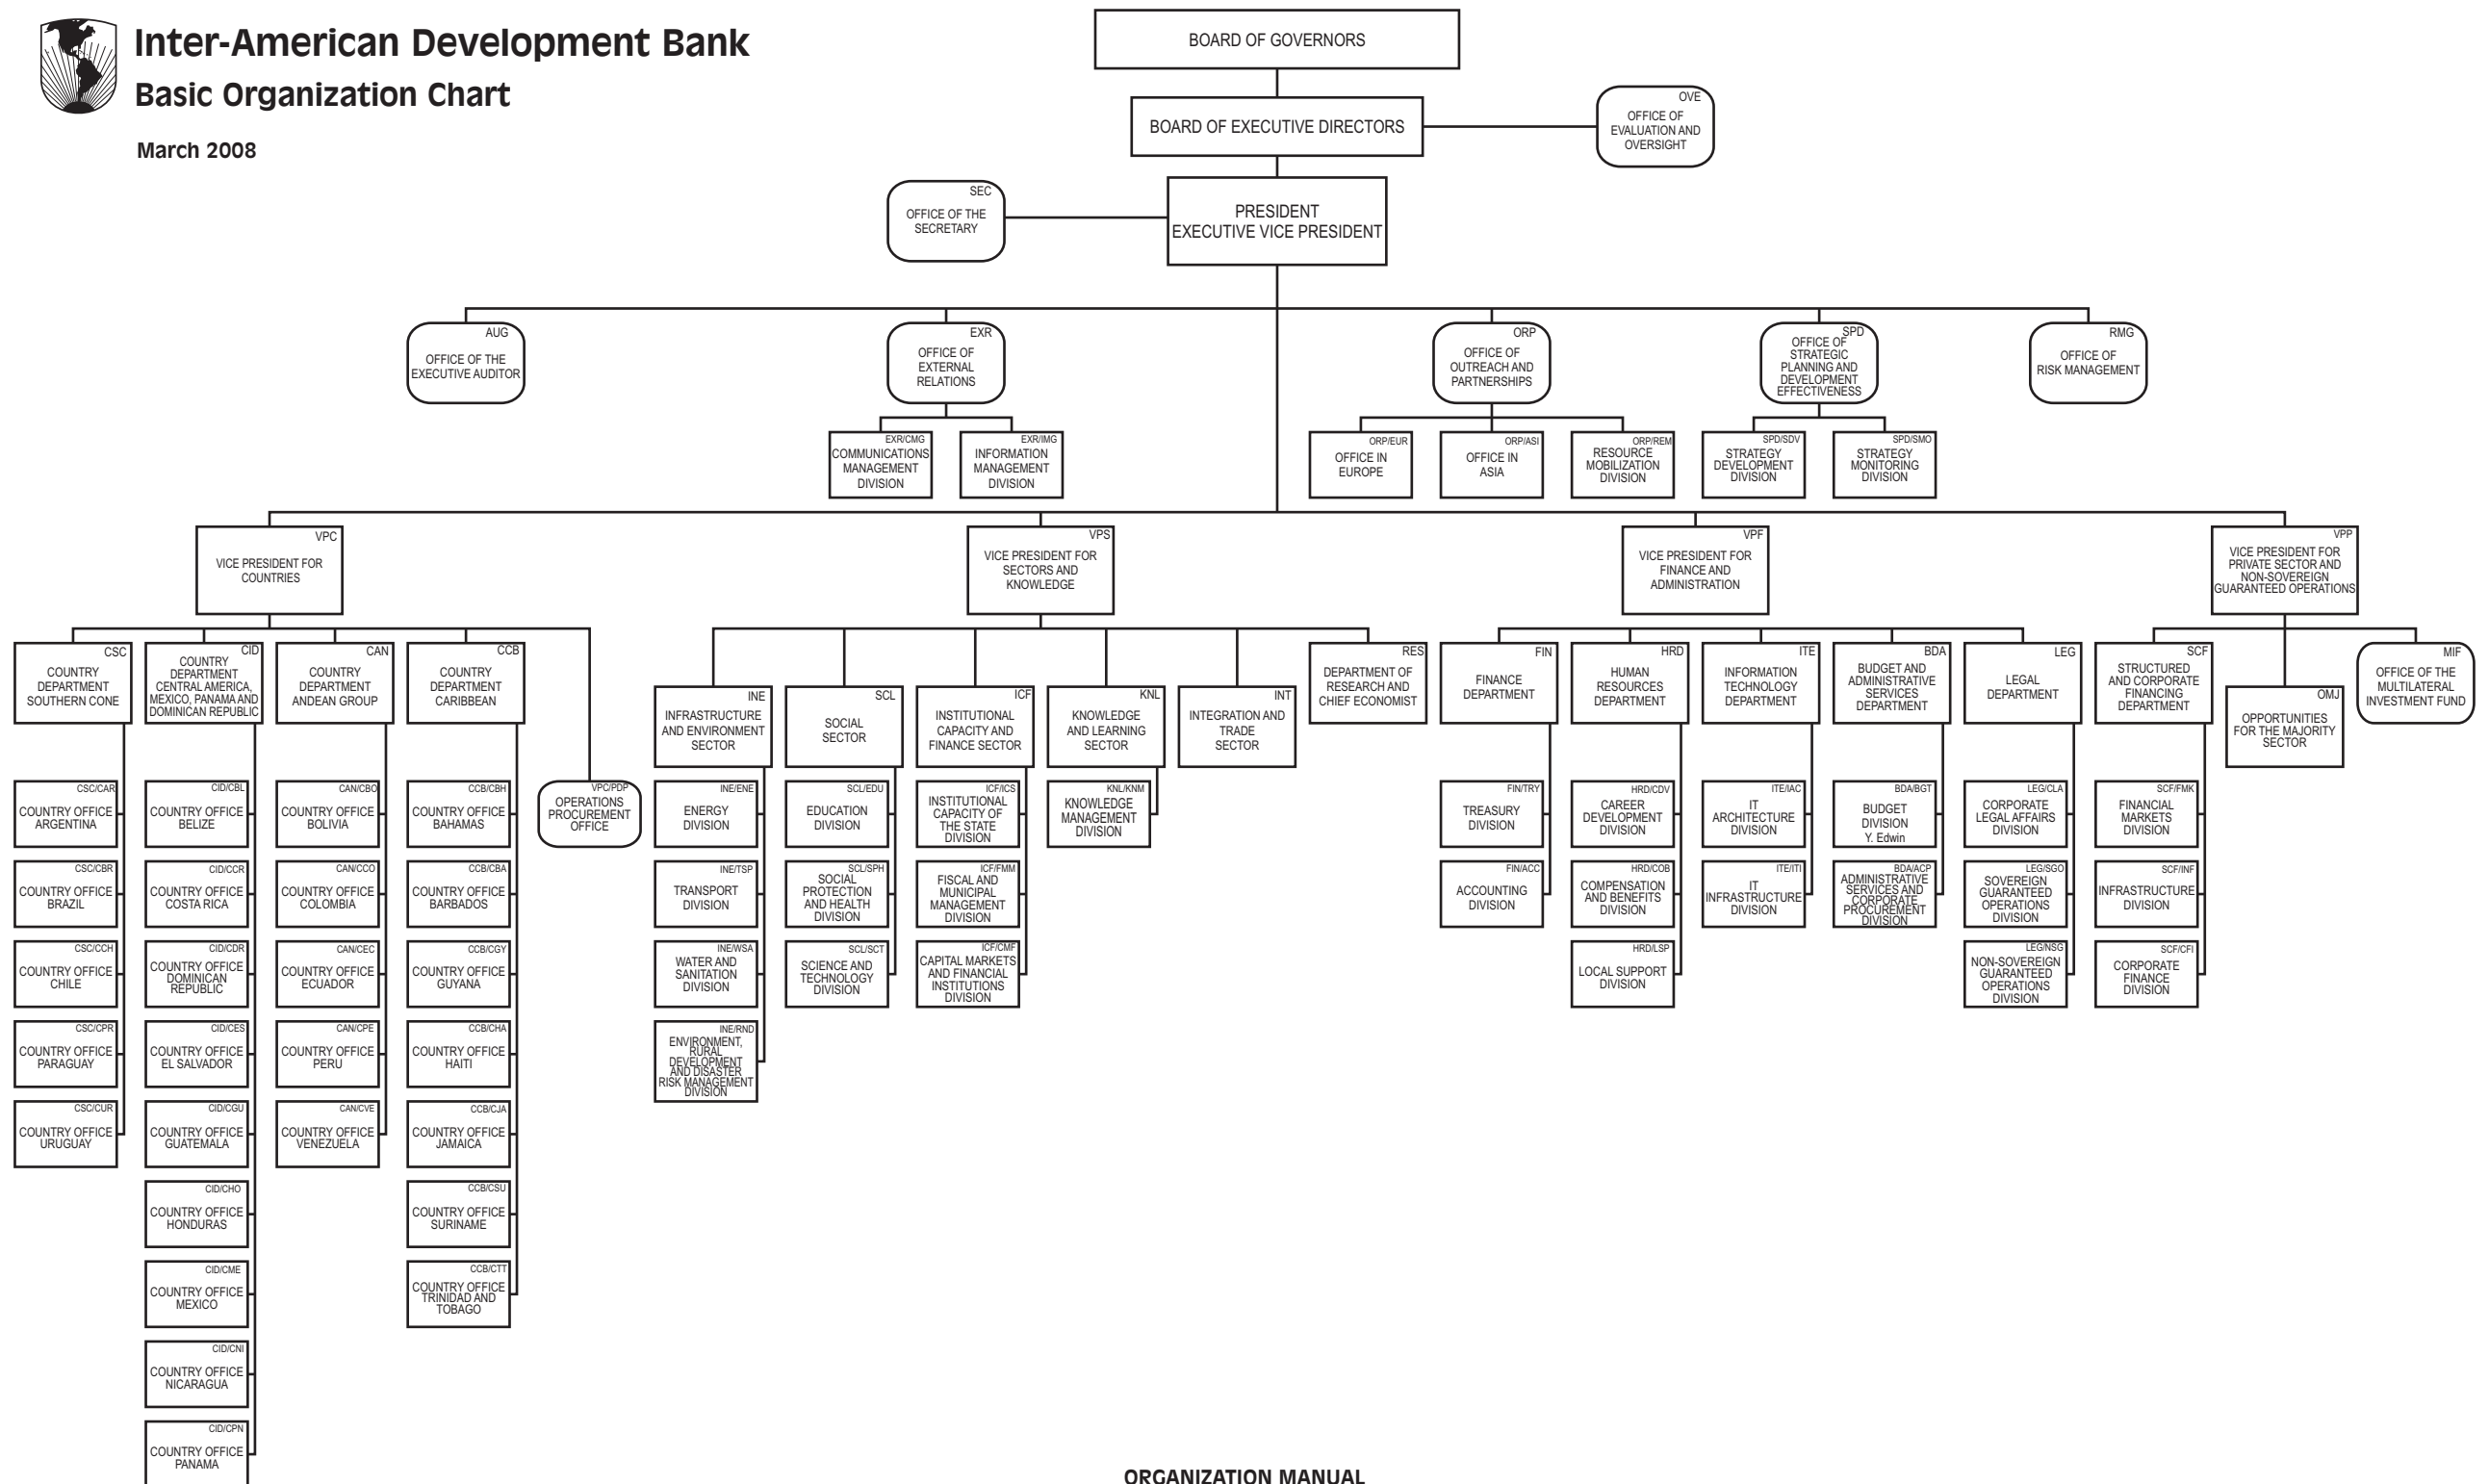 Inter-American Development Bank
Basic Organization Chart
March 2008
BOARD OF GOVERNORS
BOARD OF EXECUTIVE DIRECTORS
OVE
OFFICE OF
EVALUATION AND
OVERSIGHT
SEC
OFFICE OF THE
SECRETARY
PRESIDENT
EXECUTIVE VICE PRESIDENT
AUG
OFFICE OF THE
EXECUTIVE AUDITOR
EXR
OFFICE OF
EXTERNAL
RELATIONS
ORP
OFFICE OF
OUTREACH AND
PARTNERSHIPS
SPD
OFFICE OF
STRATEGIC
PLANNING AND
DEVELOPMENT
EFFECTIVENESS
RMG
OFFICE OF
RISK MANAGEMENT
EXR/CMG
COMMUNICATIONS
MANAGEMENT
DIVISION
EXR/IMG
INFORMATION
MANAGEMENT
DIVISION
ORP/EUR
OFFICE IN
EUROPE
ORP/ASI
OFFICE IN
ASIA
ORP/REM
RESOURCE
MOBILIZATION
DIVISION
SPD/SDV
STRATEGY
DEVELOPMENT
DIVISION
SPD/SMO
STRATEGY
MONITORING
DIVISION
VPC
VICE PRESIDENT FOR
COUNTRIES
VPS
VICE PRESIDENT FOR
SECTORS AND
KNOWLEDGE
VPF
VICE PRESIDENT FOR
FINANCE AND
ADMINISTRATION
VPP
VICE PRESIDENT FOR
PRIVATE SECTOR AND
NON-SOVEREIGN
GUARANTEED OPERATIONS
CSC
COUNTRY
DEPARTMENT
SOUTHERN CONE
CID
COUNTRY
DEPARTMENT
CENTRAL AMERICA,
MEXICO, PANAMA AND
DOMINICAN REPUBLIC
CAN
COUNTRY
DEPARTMENT
ANDEAN GROUP
CCB
COUNTRY
DEPARTMENT
CARIBBEAN
INE
INFRASTRUCTURE
AND ENVIRONMENT
SECTOR
SCL
SOCIAL
SECTOR
ICF
INSTITUTIONAL
CAPACITY AND
FINANCE SECTOR
KNL
KNOWLEDGE
AND LEARNING
SECTOR
INT
INTEGRATION AND
TRADE
SECTOR
RES
DEPARTMENT OF
RESEARCH AND
CHIEF ECONOMIST
FIN
FINANCE
DEPARTMENT
HRD
HUMAN
RESOURCES
DEPARTMENT
ITE
INFORMATION
TECHNOLOGY
DEPARTMENT
BDA
BUDGET AND
ADMINISTRATIVE
SERVICES
DEPARTMENT
LEG
LEGAL
DEPARTMENT
SCF
STRUCTURED
AND CORPORATE
FINANCING
DEPARTMENT
OMJ
OPPORTUNITIES
FOR THE MAJORITY
SECTOR
MIF
OFFICE OF THE
MULTILATERAL
INVESTMENT FUND
CSC/CAR
COUNTRY OFFICE
ARGENTINA
CID/CBL
COUNTRY OFFICE
BELIZE
CAN/CBO
COUNTRY OFFICE
BOLIVIA
CCB/CBH
COUNTRY OFFICE
BAHAMAS
VPC/PDP
OPERATIONS
PROCUREMENT
OFFICE
INE/ENE
ENERGY
DIVISION
SCL/EDU
EDUCATION
DIVISION
ICF/ICS
INSTITUTIONAL
CAPACITY OF
THE STATE
DIVISION
KNL/KNM
KNOWLEDGE
MANAGEMENT
DIVISION
FIN/TRY
TREASURY
DIVISION
HRD/CDV
CAREER
DEVELOPMENT
DIVISION
ITE/IAC
IT
ARCHITECTURE
DIVISION
BDA/BGT
BUDGET
DIVISION
Y. Edwin
LEG/CLA
CORPORATE
LEGAL AFFAIRS
DIVISION
SCF/FMK
FINANCIAL
MARKETS
DIVISION
CSC/CBR
COUNTRY OFFICE
BRAZIL
CID/CCR
COUNTRY OFFICE
COSTA RICA
CAN/CCO
COUNTRY OFFICE
COLOMBIA
CCB/CBA
COUNTRY OFFICE
BARBADOS
INE/TSP
TRANSPORT
DIVISION
SCL/SPH
SOCIAL
PROTECTION
AND HEALTH
DIVISION
ICF/FMM
FISCAL AND
MUNICIPAL
MANAGEMENT
DIVISION
FIN/ACC
ACCOUNTING
DIVISION
HRD/COB
COMPENSATION
AND BENEFITS
DIVISION
ITE/ITI
IT
INFRASTRUCTURE
DIVISION
BDA/ACP
ADMINISTRATIVE
SERVICES AND
CORPORATE
PROCUREMENT
DIVISION
LEG/SGO
SOVEREIGN
GUARANTEED
OPERATIONS
DIVISION
SCF/INF
INFRASTRUCTURE
DIVISION
CSC/CCH
COUNTRY OFFICE
CHILE
CID/CDR
COUNTRY OFFICE
DOMINICAN
REPUBLIC
CAN/CEC
COUNTRY OFFICE
ECUADOR
CCB/CGY
COUNTRY OFFICE
GUYANA
INE/WSA
WATER AND
SANITATION
DIVISION
SCL/SCT
SCIENCE AND
TECHNOLOGY
DIVISION
ICF/CMF
CAPITAL MARKETS
AND FINANCIAL
INSTITUTIONS
DIVISION
HRD/LSP
LOCAL SUPPORT
DIVISION
LEG/NSG
NON-SOVEREIGN
GUARANTEED
OPERATIONS
DIVISION
SCF/CFI
CORPORATE
FINANCE
DIVISION
CSC/CPR
COUNTRY OFFICE
PARAGUAY
CID/CES
COUNTRY OFFICE
EL SALVADOR
CAN/CPE
COUNTRY OFFICE
PERU
CCB/CHA
COUNTRY OFFICE
HAITI
INE/RND
ENVIRONMENT,
RURAL
DEVELOPMENT
AND DISASTER
RISK MANAGEMENT
DIVISION
CSC/CUR
COUNTRY OFFICE
URUGUAY
CID/CGU
COUNTRY OFFICE
GUATEMALA
CAN/CVE
COUNTRY OFFICE
VENEZUELA
CCB/CJA
COUNTRY OFFICE
JAMAICA
CID/CHO
COUNTRY OFFICE
HONDURAS
CCB/CSU
COUNTRY OFFICE
SURINAME
CID/CME
COUNTRY OFFICE
MEXICO
CCB/CTT
COUNTRY OFFICE
TRINIDAD AND
TOBAGO
CID/CNI
COUNTRY OFFICE
NICARAGUA
CID/CPN
COUNTRY OFFICE
PANAMA
ORGANIZATION MANUAL